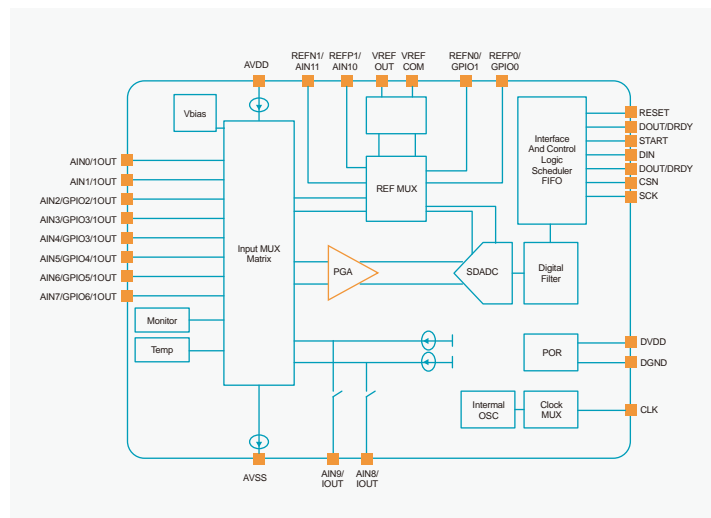 REFN1/
AIN11
REFP1/
AIN10
VREF
OUT
VREF
COM
REFN0/
GPIO1
REFP0/
GPIO0
AVDD
Vbias
RESET
DOUT/DRDY
START
DIN
DOUT/DRDY
CSN
SCK
Interface
And Control
Logic
Scheduler
FIFO
AIN0/1OUT
AIN1/1OUT
AIN2/GPIO2/1OUT
AIN3/GPIO3/1OUT
AIN4/GPIO3/1OUT
AIN5/GPIO4/1OUT
AIN6/GPIO5/1OUT
AIN7/GPIO6/1OUT
REF MUX
Input MUX
Matrix
PGA
SDADC
Digital
Filter
Monitor
Temp
POR
DVDD
DGND
Intermal
OSC
Clock
MUX
CLK
AVSS
AIN9/
IOUT
AIN8/
IOUT